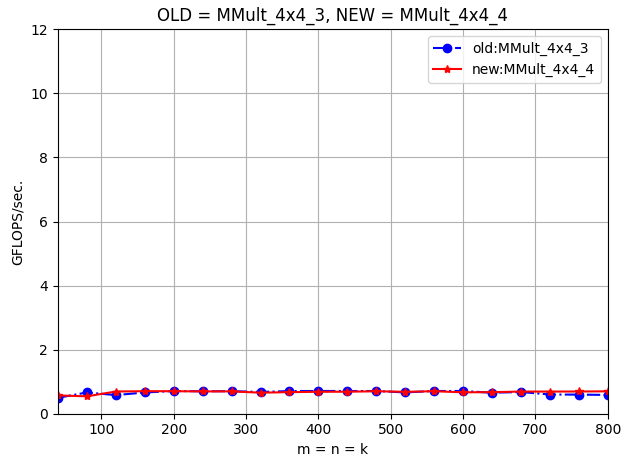 OLD = MMult_4x4_3, NEW = MMult_4x4_4
12
10
8
6
4
2
0
GFLOPS/sec.
old:MMult_4x4_3
new:MMult_4x4_4
100 200 300 400 500 600 700 800
m = n = k